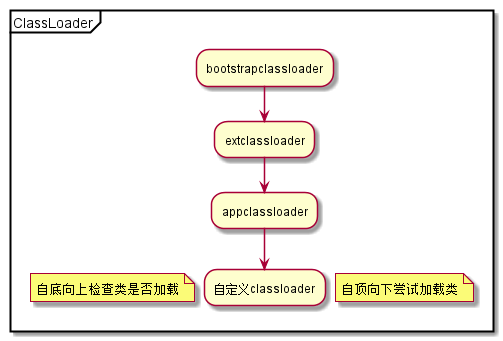 ClassLoader
bootstrapclassloader
extclassloader
appclassloader
自底向上检查类是否加载
自定义classloader
自顶向下尝试加载类